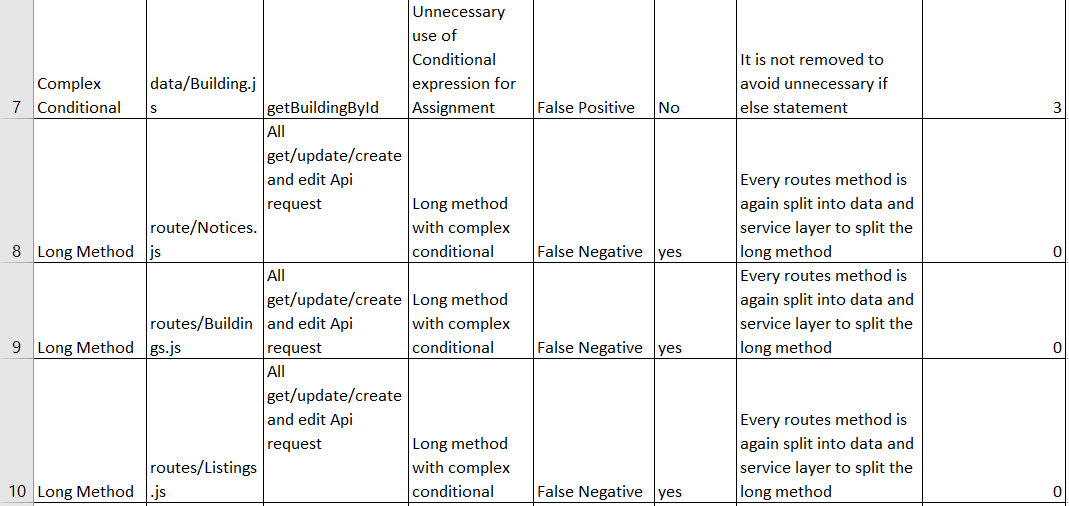 Unnecessary
use of
Conditional
expression for
Assignment
Complex
Conditional
data/Building.j
s
getBuildingById
False Positive
No
It is not removed to
avoid unnecessary if
else statement
3
7
All
get/update/create
and edit Api
request
Long Method
route/Notices.
js
Long method
with complex
conditional
False Negative
yes
Every routes method is
again split into data and
service layer to split the
long method
0
8
All
get/update/create
and edit Api
request
Long Method
routes/Buildin
gs.js
Long method
with complex
conditional
False Negative
yes
Every routes method is
again split into data and
service layer to split the
long method
0
9
All
get/update/create
and edit Api
request
Long Method
routes/Listings
.js
Long method
with complex
conditional
False Negative
yes
Every routes method is
again split into data and
service layer to split the
long method
0
10